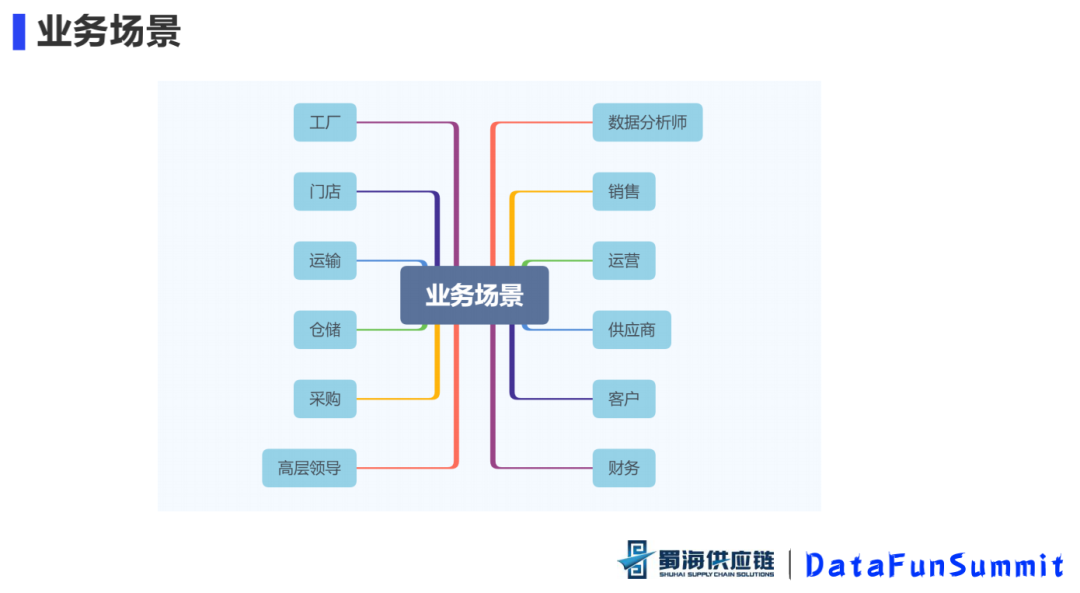 业务场景
工厂
门店
运输
仓储
采购
高层领导
业务场景
数据分析师
销售
运营
供应商
客户
财务
蜀海供应链
SHUHAI SUPPLY CHAIN SOLUTIONS
DataFunSummit